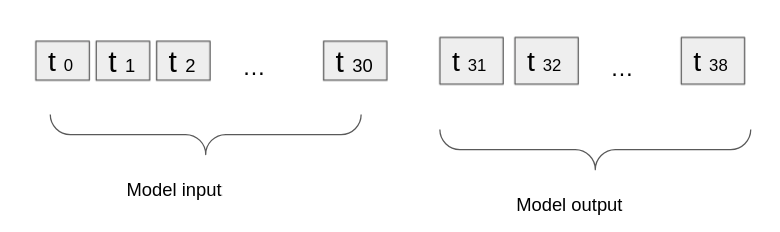 t 0 t 1 t 2 ... t 30 t 31 t 32 ... t 38
Model input
Model output